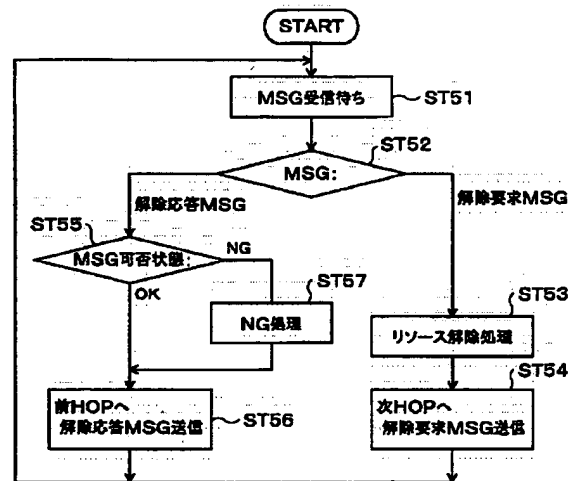 START
MSG受信待ち
ST51
ST52
MSG:
解除応答MSG
解除要求MSG
ST55
MSG可否状態:
NG
OK
ST57
NG処理
ST53
リソース解除処理
ST54
前HOPへ
解除応答MSG送信
ST56
次HOPへ
解除要求MSG送信